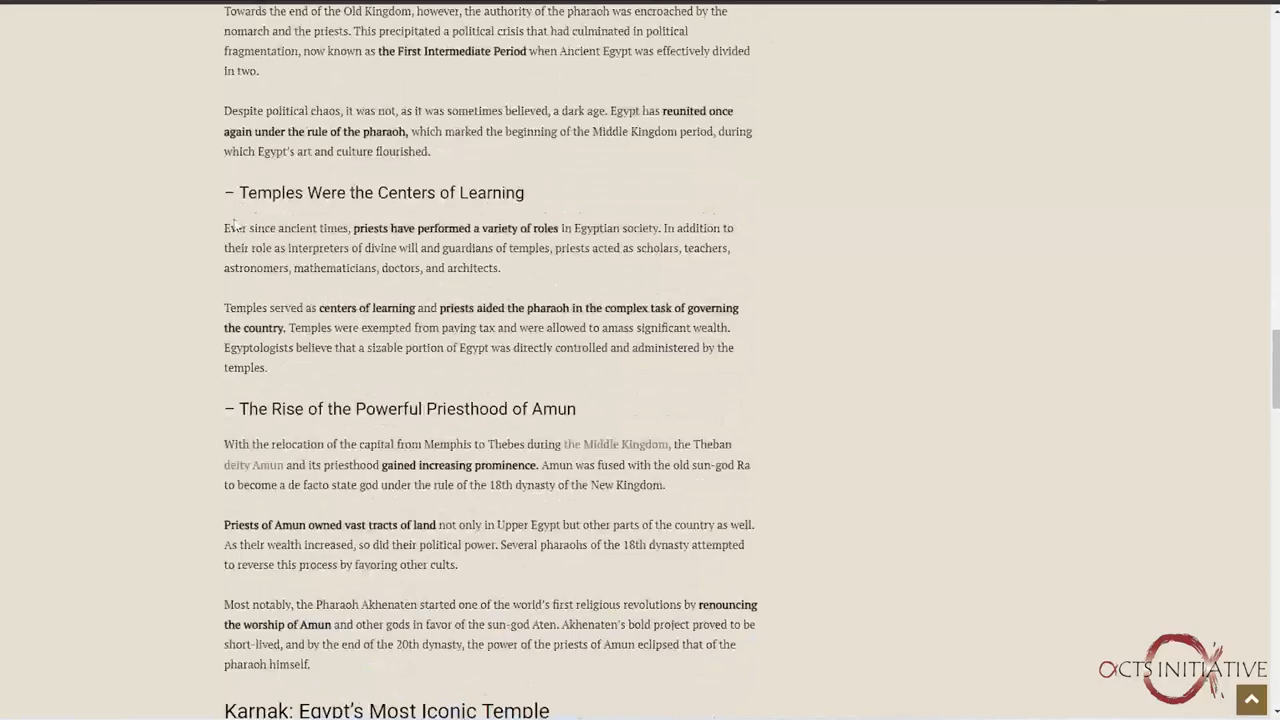 Towards the end of the Old Kingdom, however, the authority of the pharaoh was encroached by the
nomarch and the priests. This precipitated a political crisis that had culminated in political
fragmentation, now known as the First Intermediate Period when Ancient Egypt was effectively divided
in two.
Despite political chaos, it was not, as it was sometimes believed, a dark age. Egypt has reunited once
again under the rule of the pharaoh, which marked the beginning of the Middle Kingdom period, during
which Egypt's art and culture flourished.
– Temples Were the Centers of Learning
Ever since ancient times, priests have performed a variety of roles in Egyptian society. In addition to
their role as interpreters of divine will and guardians of temples, priests acted as scholars, teachers,
astronomers, mathematicians, doctors, and architects.
Temples served as centers of learning and priests aided the pharaoh in the complex task of governing
the country. Temples were exempted from paying tax and were allowed to amass significant wealth.
Egyptologists believe that a sizable portion of Egypt was directly controlled and administered by the
temples.
– The Rise of the Powerful Priesthood of Amun
With the relocation of the capital from Memphis to Thebes during the Middle Kingdom, the Theban
deity Amun and its priesthood gained increasing prominence. Amun was fused with the old sun-god Ra
to become a de facto state god under the rule of the 18th dynasty of the New Kingdom.
Priests of Amun owned vast tracts of land not only in Upper Egypt but other parts of the country as well.
As their wealth increased, so did their political power. Several pharaohs of the 18th dynasty attempted
to reverse this process by favoring other cults.
Most notably, the Pharaoh Akhenaten started one of the world's first religious revolutions by renouncing
the worship of Amun and other gods in favor of the sun-god Aten. Akhenaten's bold project proved to be
short-lived, and by the end of the 20th dynasty, the power of the priests of Amun eclipsed that of the
pharaoh himself.
Karnak: Egypt's Most Iconic Temple
αCTS INITIATIVE